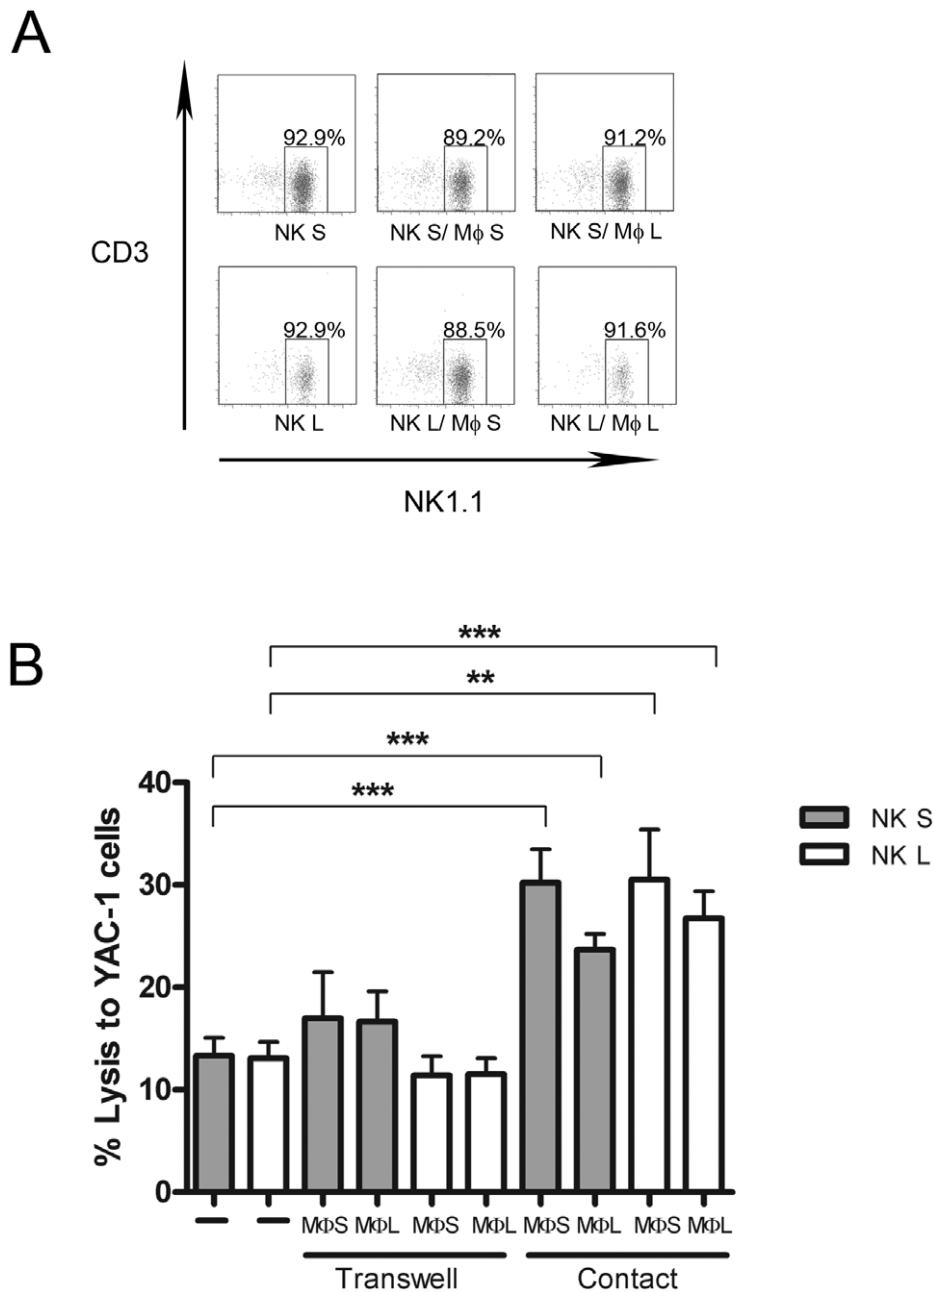 A
92.9%
89.2%
91.2%
NK S
NK S/ Mϕ S
NK S/ Mϕ L
CD3
92.9%
88.5%
91.6%
NK L
NK L/ Mϕ S
NK L/ Mϕ L
NK1.1
B
***
**
***
***
% Lysis to YAC-1 cells
40
30
20
10
0
NK S
NK L
– – MΦS MΦL MΦS MΦL MΦS MΦL MΦS MΦL
Transwell Contact